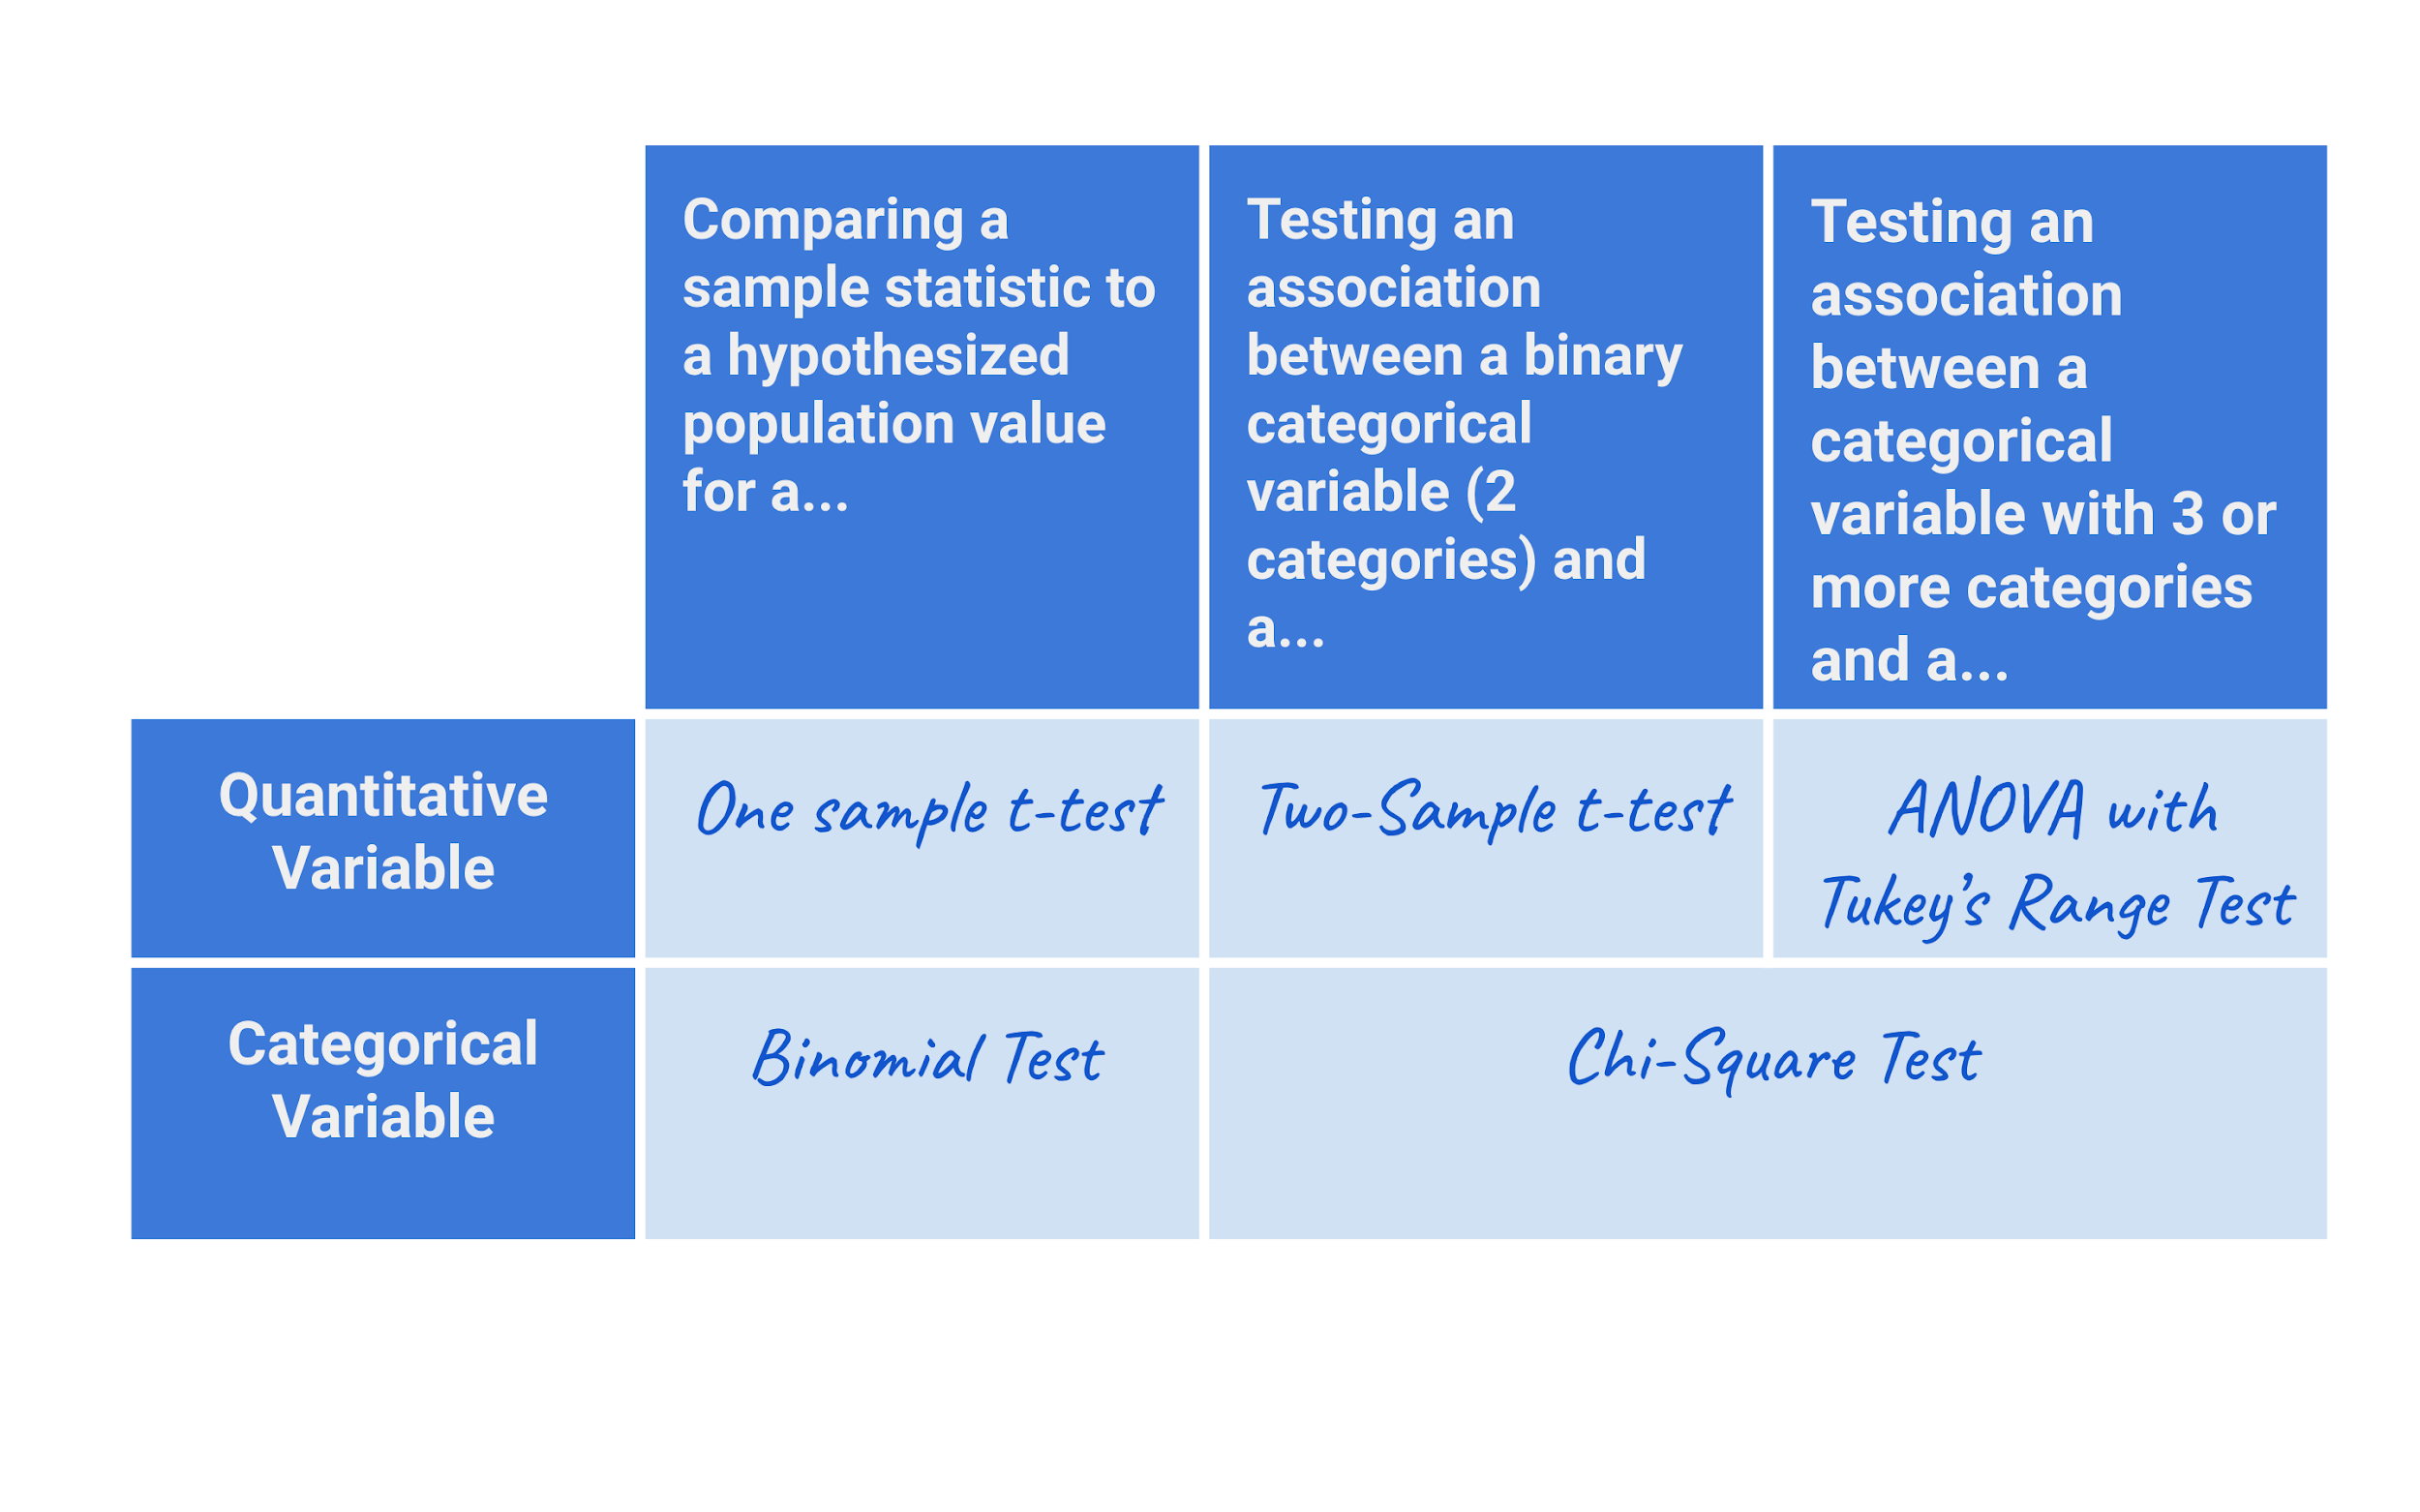 Comparing a
sample statistic to
a hypothesized
population value
for a...
Testing an
association
between a binary
categorical
variable (2
categories) and
a...
Testing an
association
between a
categorical
variable with 3 or
more categories
and a...
Quantitative
Variable
One sample t-test
Two-Sample t-test
ANOVA with
Tukey's Range Test
Categorical
Variable
Binomial Test
Chi-Square Test